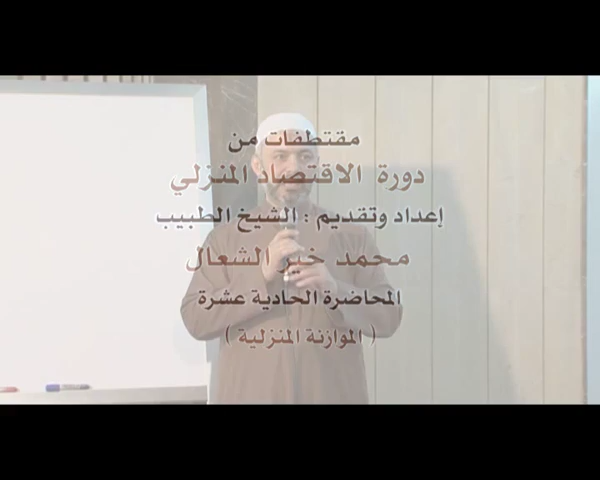 مقتطفات من
دورة الاقتصاد المنزلي
إعداد وتقديم : الشيخ الطبيب
محمد خير الشعال
المحاضرة الحادية عشرة
( الموازنة المنزلية )